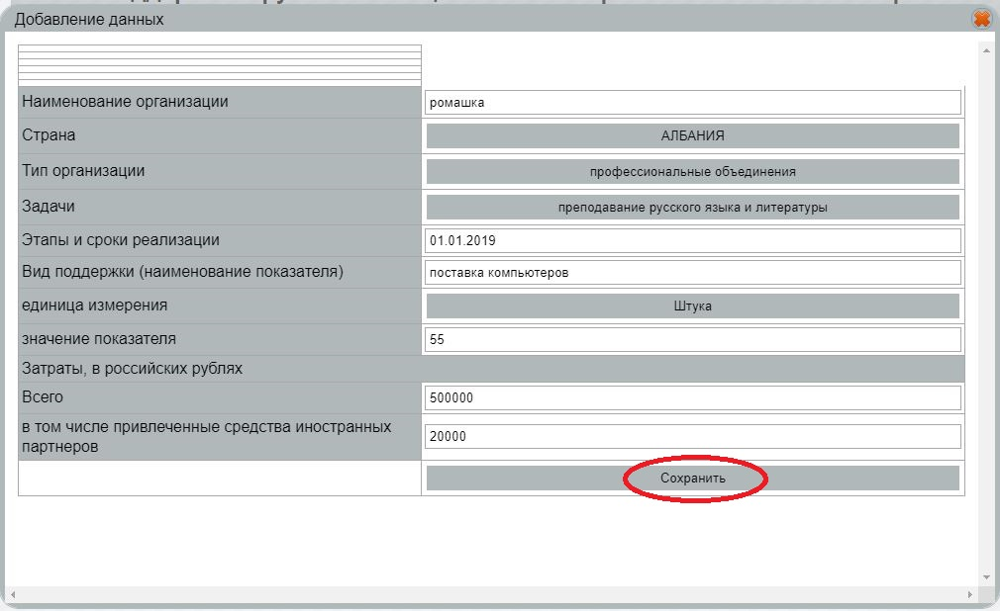 Добавление данных
Наименование организации ромашка
Страна АЛБАНИЯ
Тип организации профессиональные объединения
Задачи преподавание русского языка и литературы
Этапы и сроки реализации 01.01.2019
Вид поддержки (наименование показателя) поставка компьютеров
единица измерения Штука
значение показателя 55
Затраты, в российских рублях
Всего 500000
в том числе привлеченные средства иностранных
партнеров 20000
Сохранить